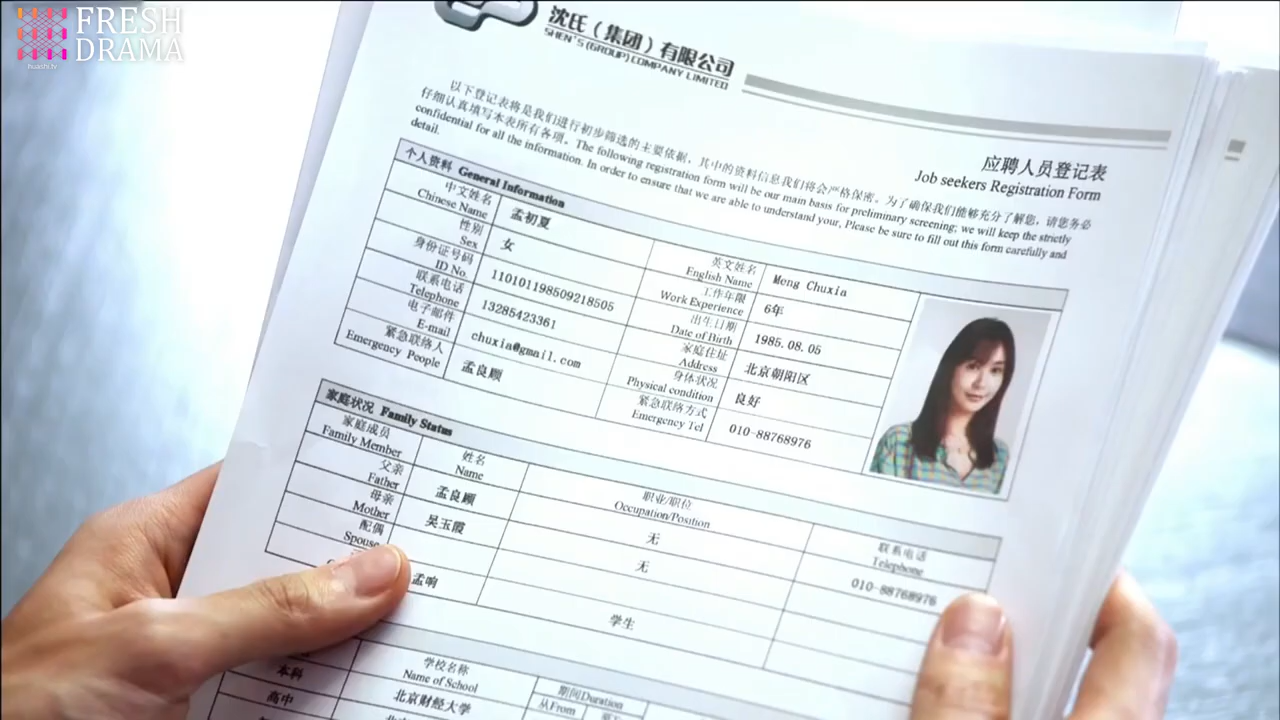 FRESH
DRAMA
huashi.tv
沈氏（集团）有限公司
SHEN'S (GROUP) COMPANY LIMITED
应聘人员登记表
Job seekers Registration Form
以下登记表将是我们进行初步筛选的主要依据，其中的资料信息我们将会严格保密。为了确保我们能够充分了解您，请您务必
仔细认真填写本表所有各项。The following registration form will be our main basis for preliminary screening; we will keep the strictly
confidential for all the information. In order to ensure that we are able to understand your, Please be sure to fill out this form carefully and
detail.
个人资料 General Information
中文姓名 孟初夏 英文姓名 Meng Chuxia
Chinese Name English Name
性别 女 工作年限 6年
Sex Work Experience
身份证号码 110101198509218505 出生日期 1985.08.05
ID No. Date of Birth
联系电话 13285423361 家庭住址 北京朝阳区
Telephone Address
电子邮件 chuxia@gmail.com 身体状况 良好
E-mail Physical condition
紧急联络人 孟良顾 紧急联络方式 010-88768976
Emergency People Emergency Tel
家庭状况 Family Status
家庭成员 姓名 职业/职位 联系电话
Family Member Name Occupation/Position Telephone
父亲 孟良顾 无 010-88768976
Father
母亲 吴玉霞 无
Mother
配偶
Spouse
孟响 学生
学校名称 期间Duration
Name of School 从From
本科 北京财经大学
高中